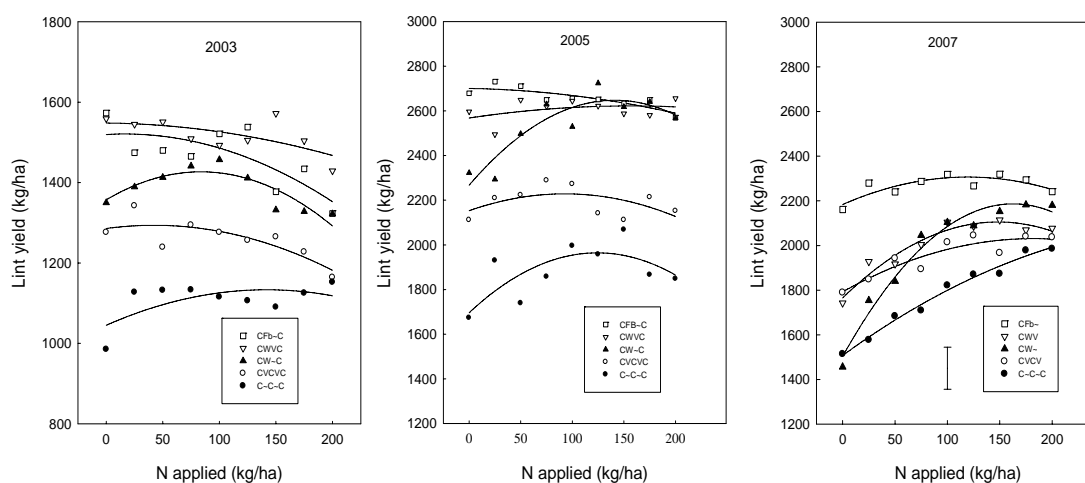 2003
Lint yield (kg/ha)
1800
1600
1400
1200
1000
800
0 50 100 150 200
N applied (kg/ha)
CFb~C
CWVC
CW~C
CVCVC
C~C~C
2005
Lint yield (kg/ha)
3000
2800
2600
2400
2200
2000
1800
1600
1400
1200
0 50 100 150 200
N applied (kg/ha)
CFB~C
CWVC
CW~C
CVCVC
C~C~C
2007
Lint yield (kg/ha)
3000
2800
2600
2400
2200
2000
1800
1600
1400
1200
0 50 100 150 200
N applied (kg/ha)
CFb~
CWV
CW~
CVCV
C~C~C